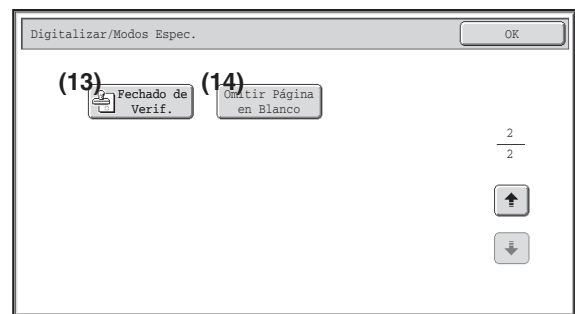 Digitalizar/Modos Espec.
OK
(13)
Fechado de
Verif.
(14)
Omitir Página
en Blanco
2
2